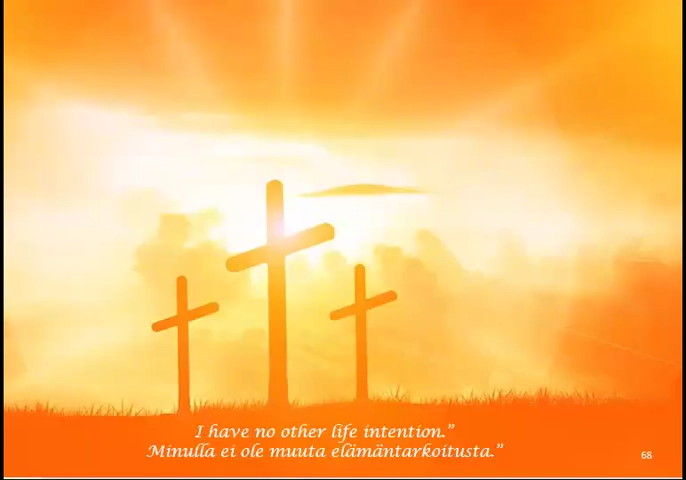 I have no other life intention.”
Minulla ei ole muuta elämäntarkoitusta.”
68